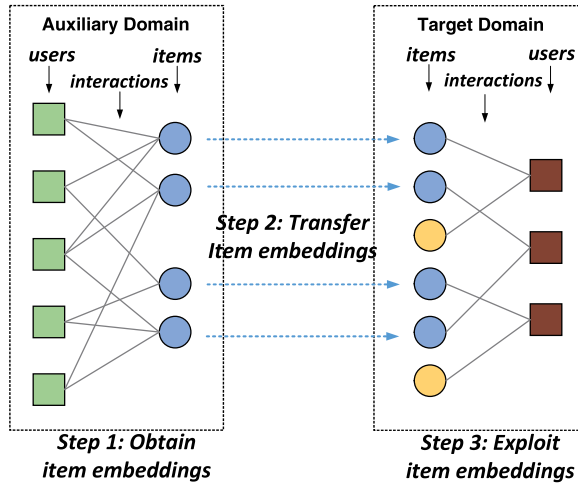 Auxiliary Domain
users
items
interactions
Target Domain
items
users
interactions
Step 2: Transfer
Item embeddings
Step 1: Obtain
item embeddings
Step 3: Exploit
item embeddings